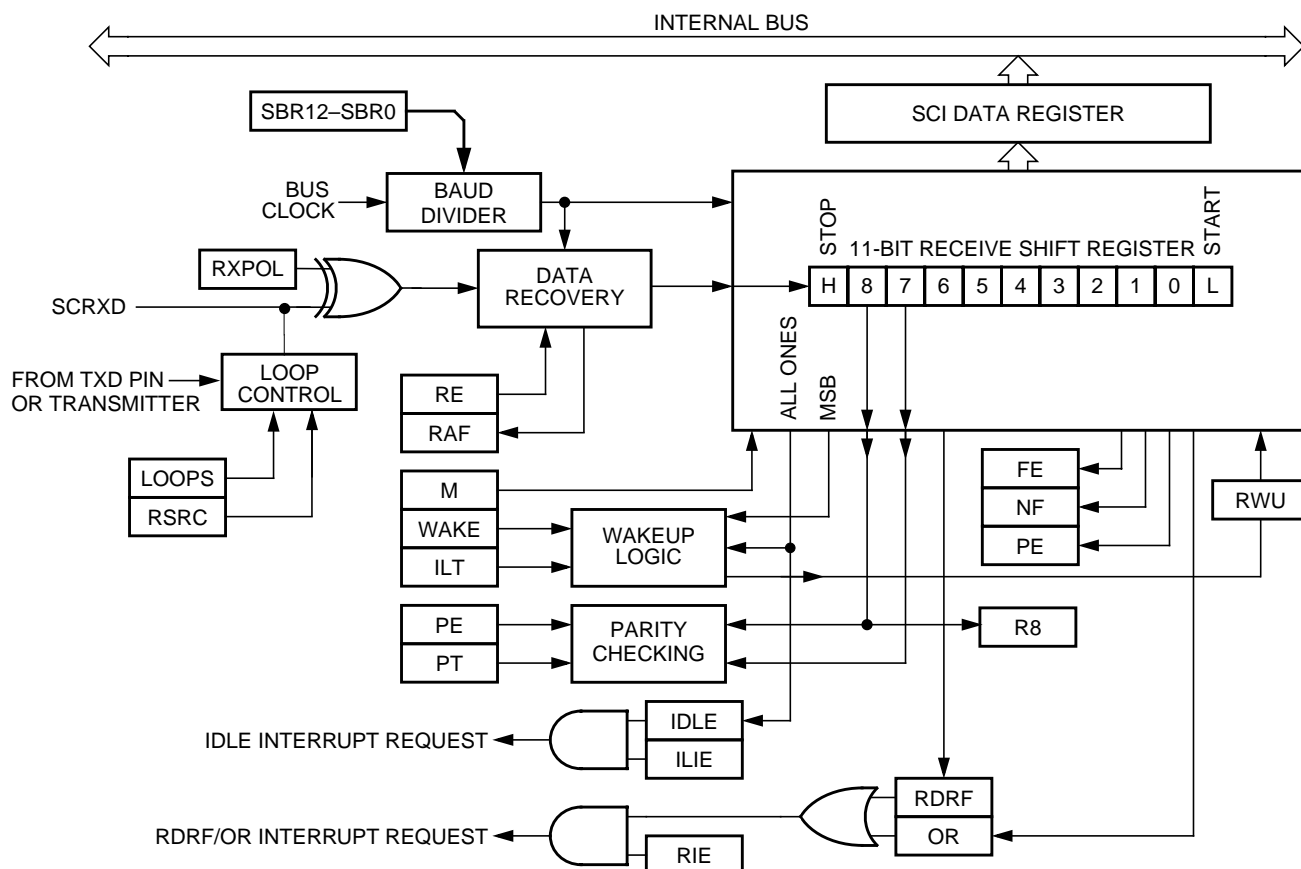 INTERNAL BUS
SBR12–SBR0
SCI DATA REGISTER
BUS
CLOCK
BAUD
DIVIDER
STOP
START
11-BIT RECEIVE SHIFT REGISTER
RXPOL
DATA
RECOVERY
H 8 7 6 5 4 3 2 1 0 L
SCRXD
ALL ONES
MSB
FROM TXD PIN
OR TRANSMITTER
LOOP
CONTROL
RE
RAF
LOOPS
RSRC
M
WAKE
ILT
WAKEUP
LOGIC
FE
NF
PE
RWU
PE
PT
PARITY
CHECKING
R8
IDLE INTERRUPT REQUEST
IDLE
ILIE
RDRF/OR INTERRUPT REQUEST
RIE
RDRF
OR